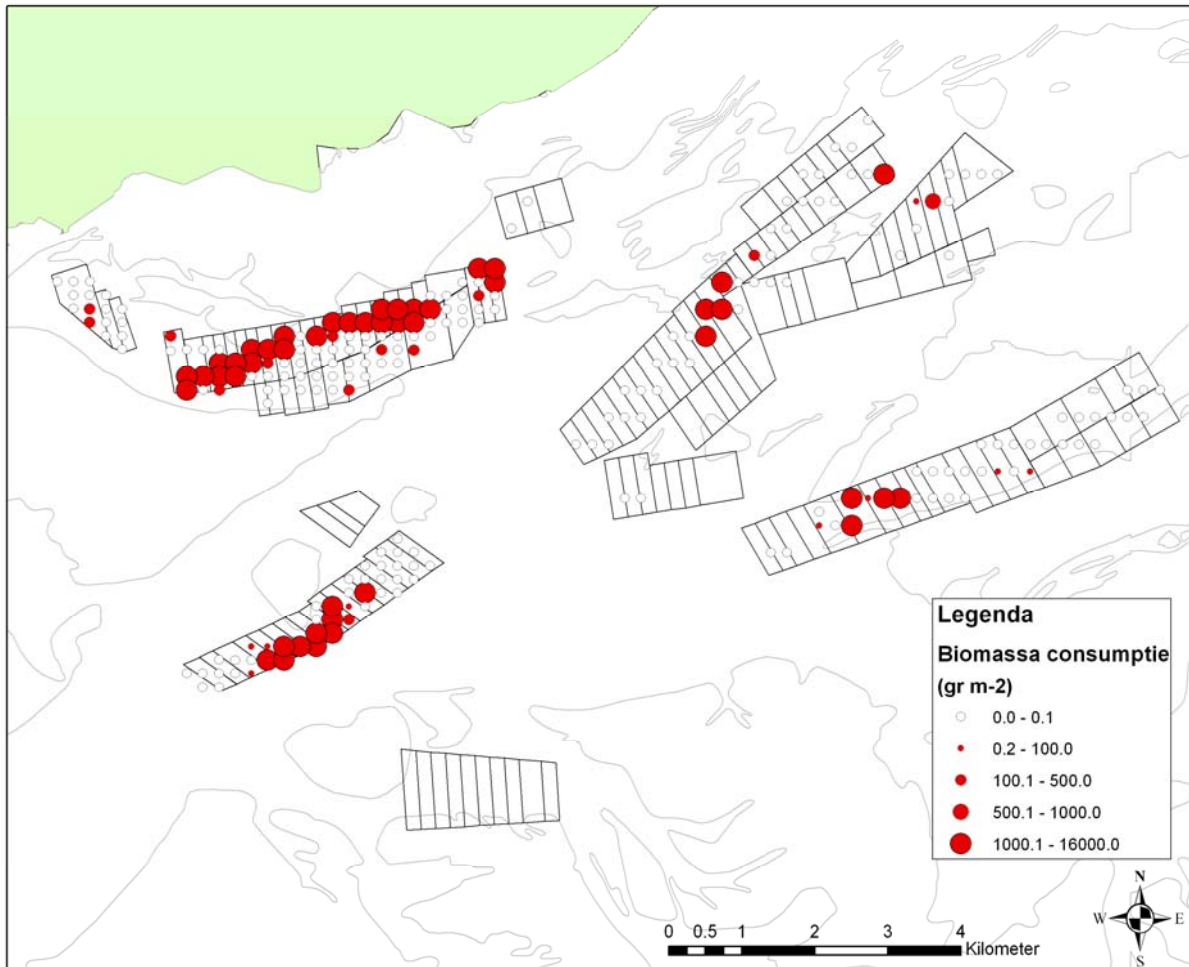 Legenda
Biomassa consumptie
(gr m-2)
0.0 - 0.1
0.2 - 100.0
100.1 - 500.0
500.1 - 1000.0
1000.1 - 16000.0
N
W E
S
0 0.5 1 2 3 4
Kilometer